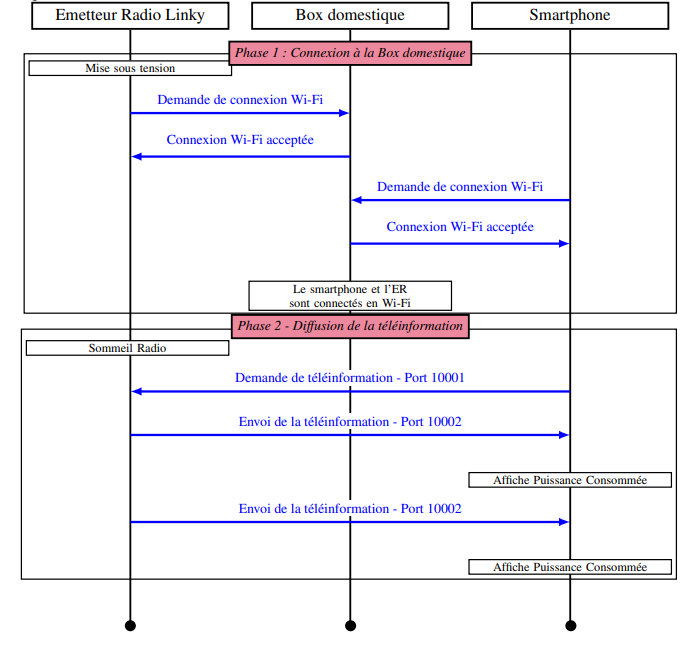 Emetteur Radio Linky
Box domestique
Smartphone
Phase 1 : Connexion à la Box domestique
Mise sous tension
Demande de connexion Wi-Fi
Connexion Wi-Fi acceptée
Demande de connexion Wi-Fi
Connexion Wi-Fi acceptée
Le smartphone et l'ER
sont connectés en Wi-Fi
Phase 2 - Diffusion de la téléinformation
Sommeil Radio
Demande de téléinformation - Port 10001
Envoi de la téléinformation - Port 10002
Affiche Puissance Consommée
Envoi de la téléinformation - Port 10002
Affiche Puissance Consommée